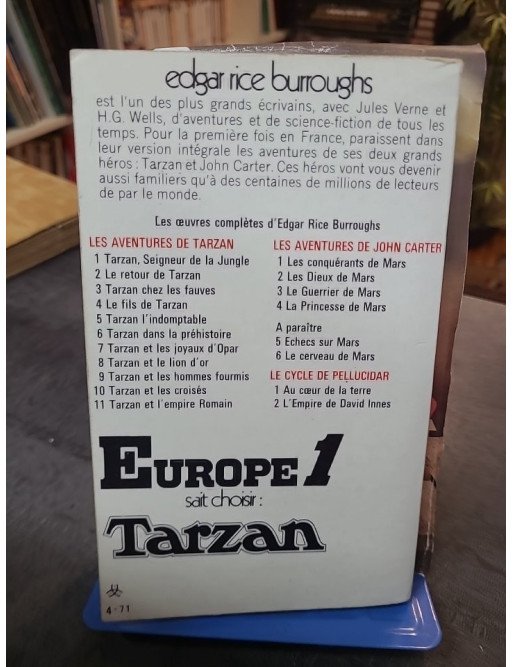 edgar rice burroughs
est l'un des plus grands écrivains, avec Jules Verne et
H.G. Wells, d'aventures et de science-fiction de tous les
temps. Pour la première fois en France, paraissent dans
leur version intégrale les aventures de ses deux grands
héros : Tarzan et John Carter. Ces héros vont vous devenir
aussi familiers qu'à des centaines de millions de lecteurs
de par le monde.
Les œuvres complètes d'Edgar Rice Burroughs
LES AVENTURES DE TARZAN
1 Tarzan, Seigneur de la Jungle
2 Le retour de Tarzan
3 Tarzan chez les fauves
4 Le fils de Tarzan
5 Tarzan l'indomptable
6 Tarzan dans la préhistoire
7 Tarzan et les joyaux d'Opar
8 Tarzan et le lion d'or
9 Tarzan et les hommes fourmis
10 Tarzan et les croisés
11 Tarzan et l'empire Romain
LES AVENTURES DE JOHN CARTER
1 Les conquérants de Mars
2 Les Dieux de Mars
3 Le Guerrier de Mars
4 La Princesse de Mars
A paraître
5 Echecs sur Mars
6 Le cerveau de Mars
LE CYCLE DE PELLUCIDAR
1 Au cœur de la terre
2 L'Empire de David Innes
EUROPE 1
sait choisir :
Tarzan
4-71